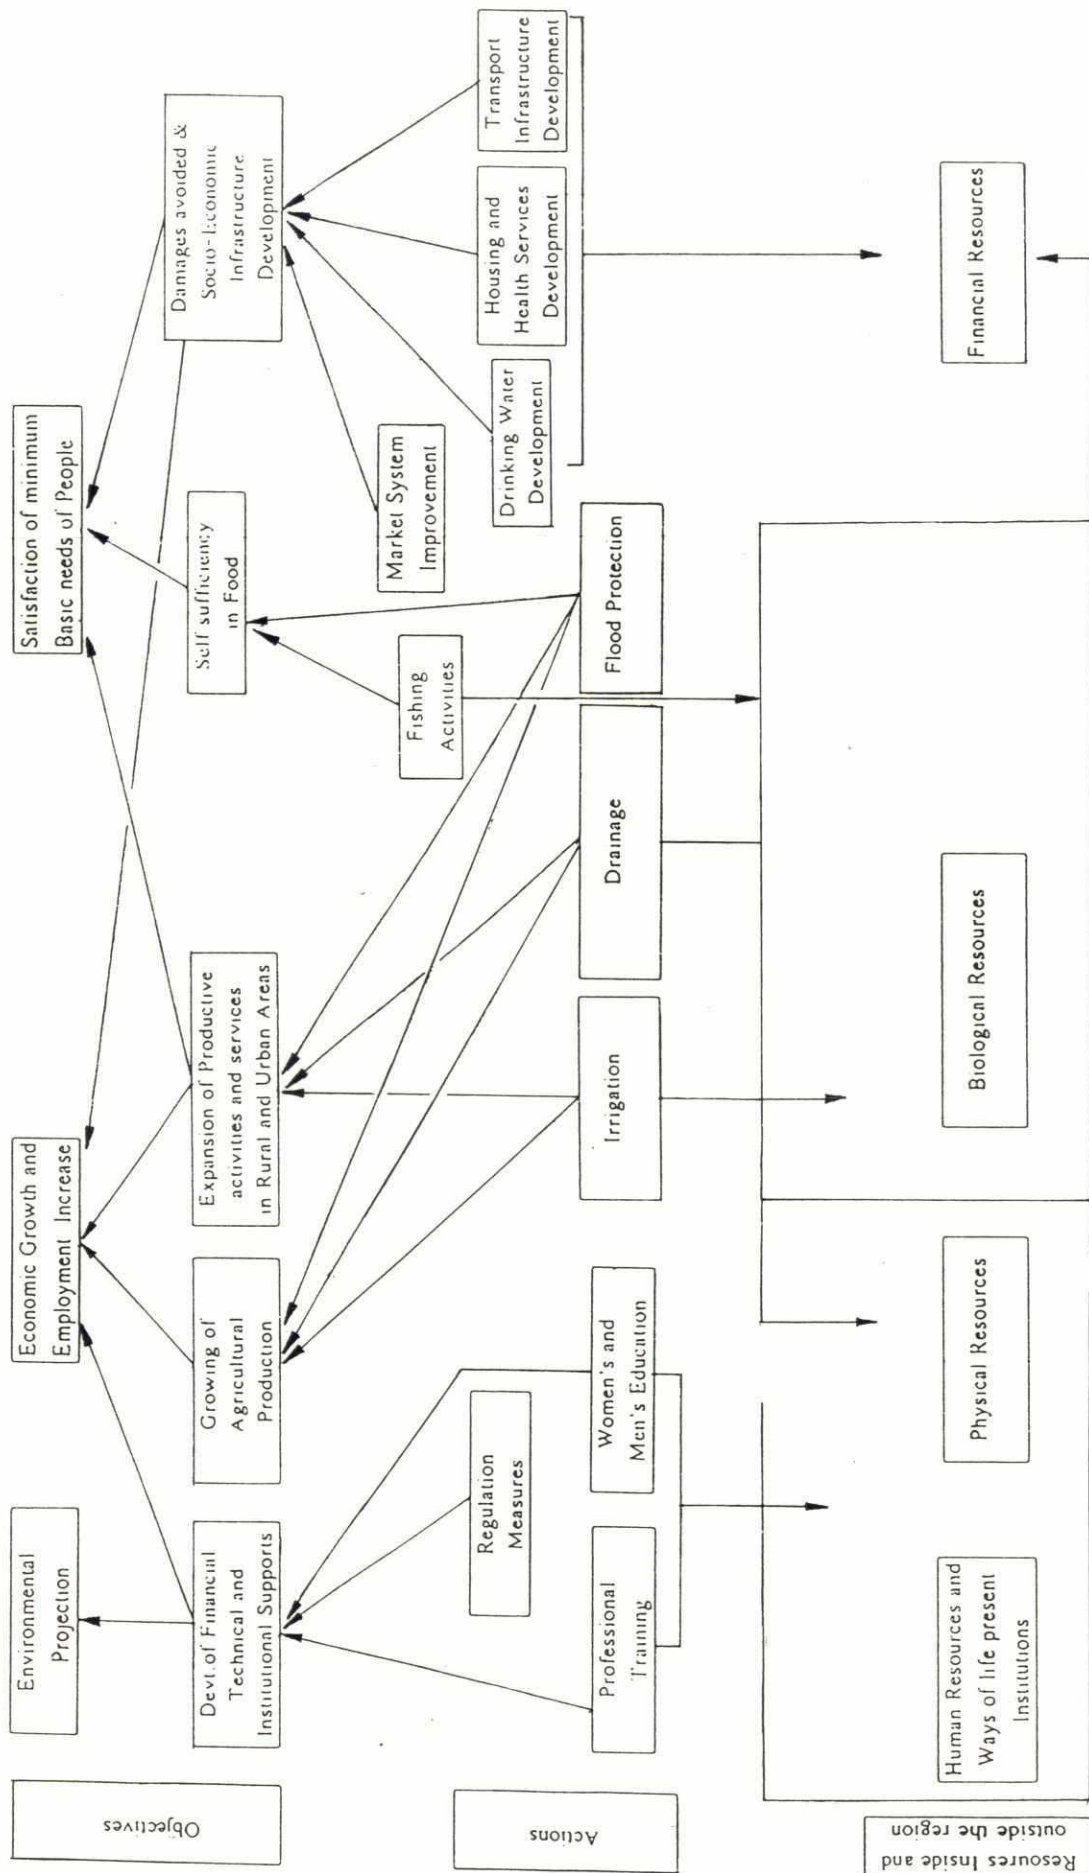 Objectives
Environmental
Projection
Economic Growth and
Employment Increase
Satisfaction of minimum
Basic needs of People
Devt.of Financial
Technical and
Institutional Supports
Growing of
Agricultural
Production
Expansion of Productive
activities and services
in Rural and Urban Areas
Self sufficiency
in Food
Damages avoided &
Socio-Economic
Infrastructure
Development
Actions
Regulation
Measures
Fishing
Activities
Market System
Improvement
Professional
Training
Women's and
Men's Education
Irrigation
Drainage
Flood Protection
Drinking Water
Development
Housing and
Health Services
Development
Transport
Infrastructure
Development
Resoures Inside and
outside the region
Human Resources and
Ways of life present
Institutions
Physical Resources
Biological Resources
Financial Resources